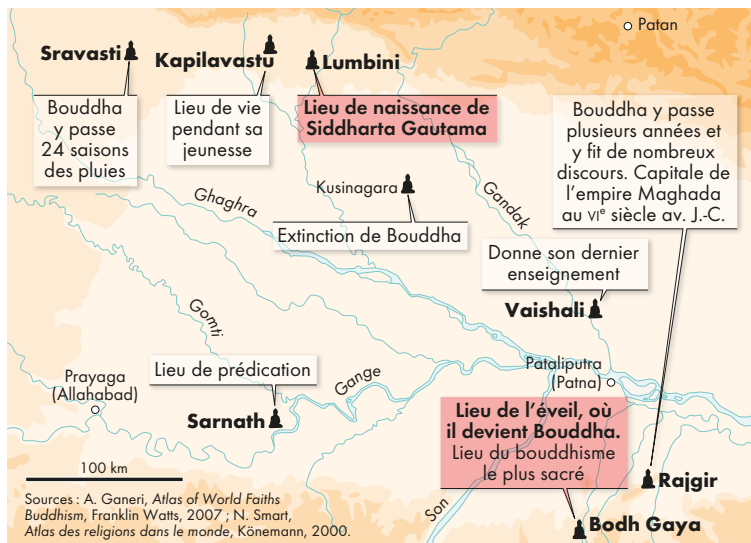 Patan
Sravasti
Kapilavastu
Lumbini
Bouddha
y passe
24 saisons
des pluies
Lieu de vie
pendant sa
jeunesse
Lieu de naissance de
Siddharta Gautama
Bouddha y passe
plusieurs années et
y fit de nombreux
discours. Capitale de
l'empire Maghada
au VIe siècle av. J.-C.
Kusinagara
Ghaghra
Gandak
Extinction de Bouddha
Donne son dernier
enseignement
Vaishali
Gomti
Lieu de prédication
Gange
Prayaga
(Allahabad)
Pataliputra
(Patna)
Sarnath
Lieu de l'éveil, où
il devient Bouddha.
Lieu du bouddhisme
le plus sacré
100 km
Rajgir
Sources : A. Ganeri, Atlas of World Faiths
Buddhism, Franklin Watts, 2007 ; N. Smart,
Atlas des religions dans le monde, Könemann, 2000.
Son
Bodh Gaya